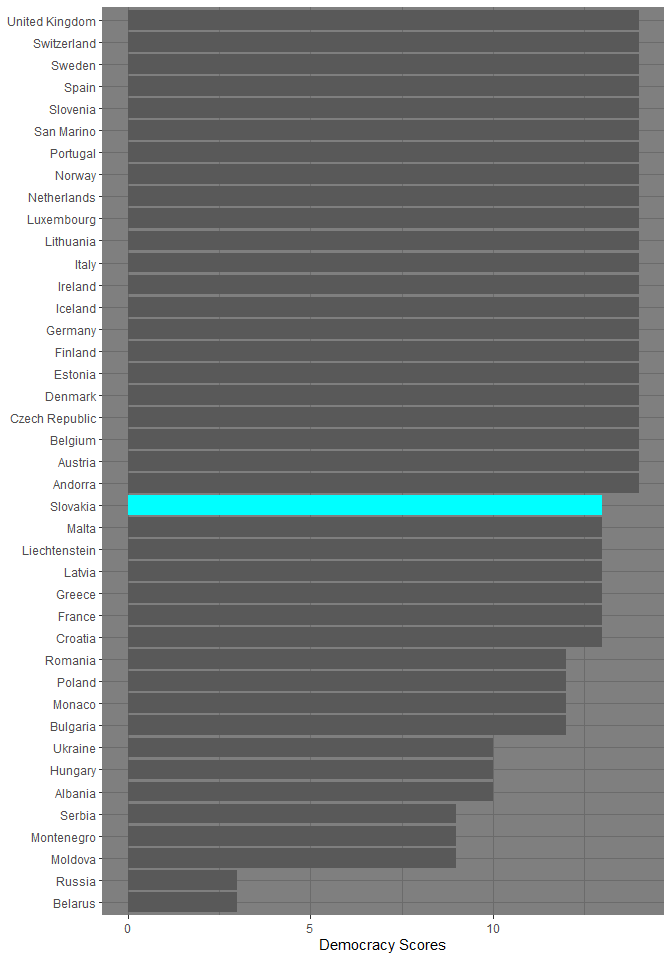 United Kingdom
Switzerland
Sweden
Spain
Slovenia
San Marino
Portugal
Norway
Netherlands
Luxembourg
Lithuania
Italy
Ireland
Iceland
Germany
Finland
Estonia
Denmark
Czech Republic
Belgium
Austria
Andorra
Slovakia
Malta
Liechtenstein
Latvia
Greece
France
Croatia
Romania
Poland
Monaco
Bulgaria
Ukraine
Hungary
Albania
Serbia
Montenegro
Moldova
Russia
Belarus
0 5 10
Democracy Scores